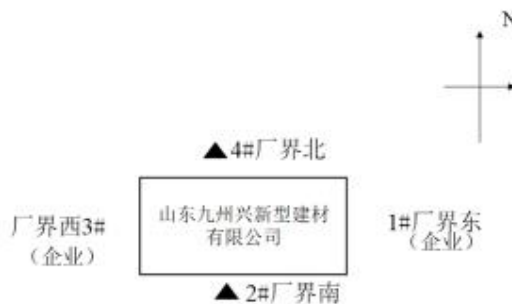 N
▲4#厂界北
厂界西3#
（企业）
山东九州兴新型建材
有限公司
1#厂界东
（企业）
▲ 2#厂界南